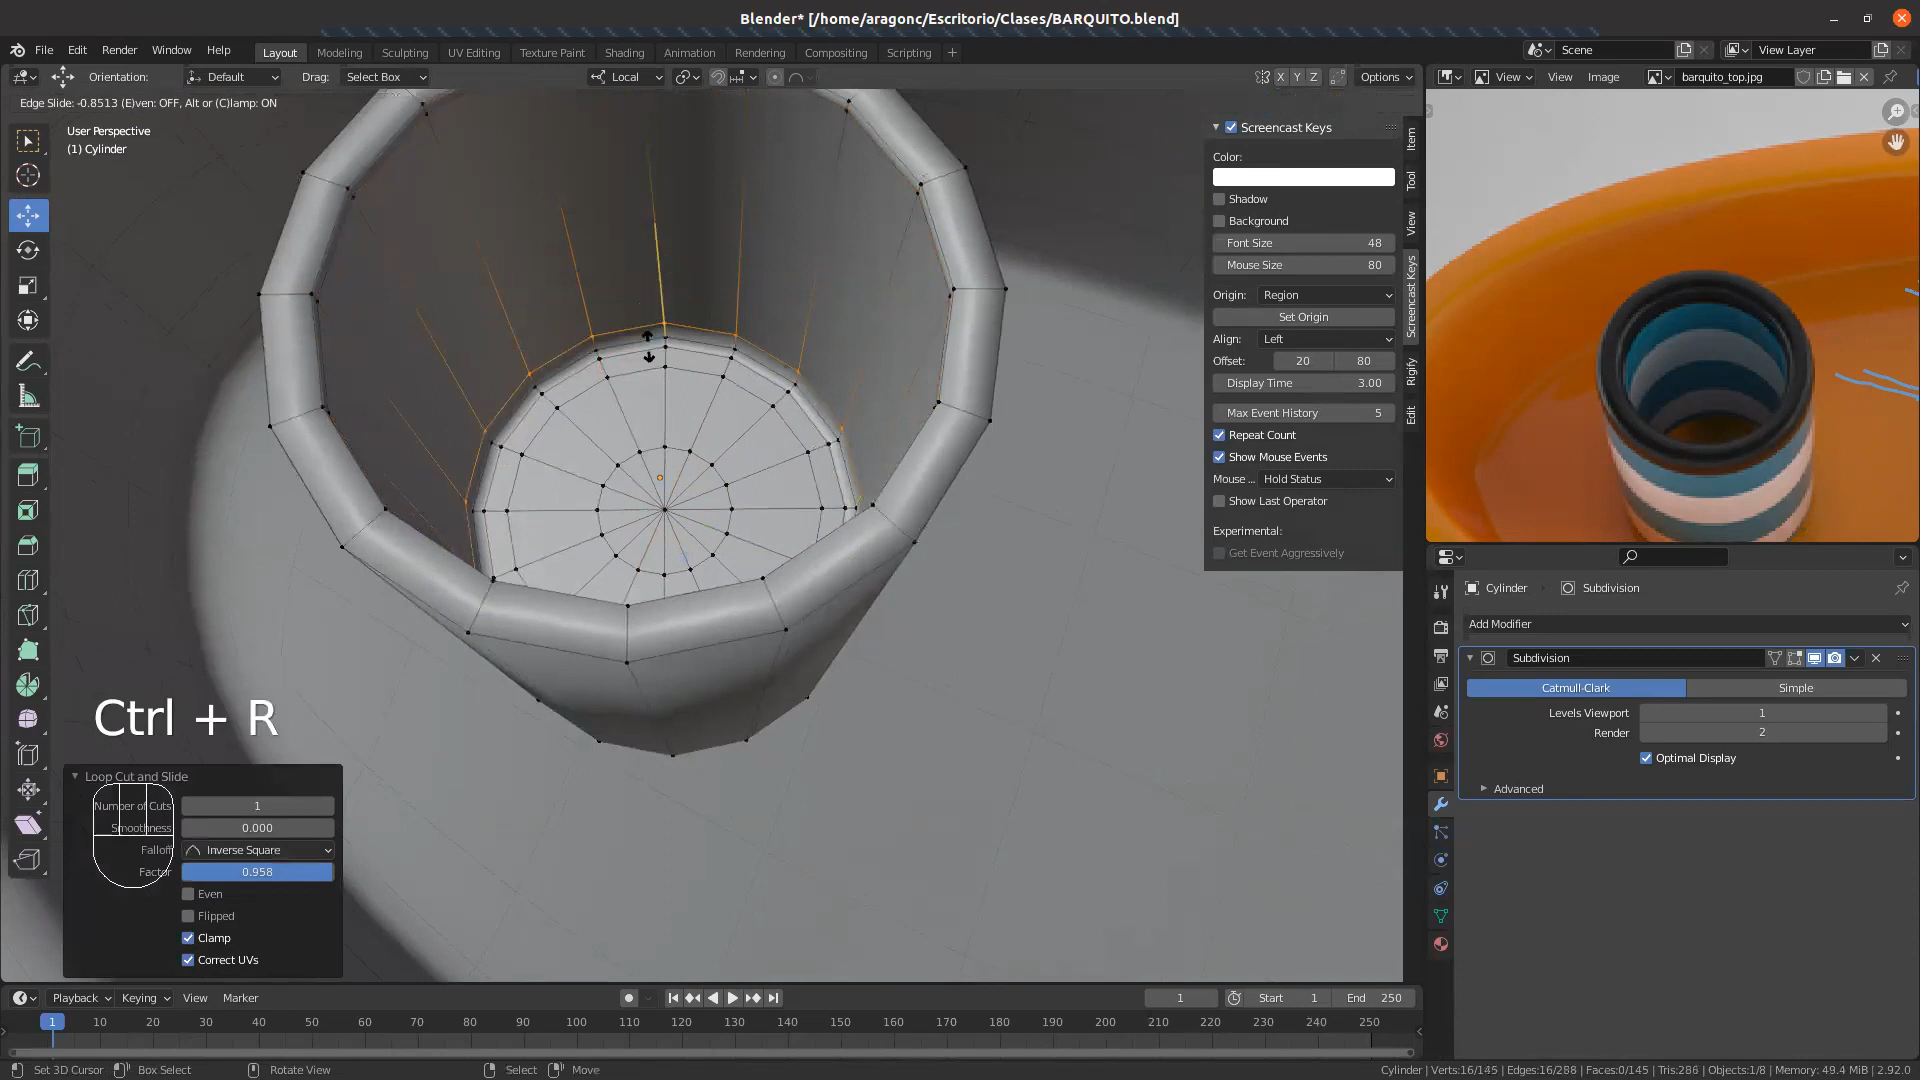 Blender* [/home/aragonc/Escritorio/Clases/BARQUITO.blend]
File Edit Render Window Help Layout Modeling Sculpting UV Editing Texture Paint Shading Animation Rendering Compositing Scripting + Scene View Layer
Orientation: Default Drag: Select Box Local X Y Z Options View View Image barquito_top.jpg
Edge Slide: -0.8513 (E)ven: OFF, Alt or (C)lamp: ON
User Perspective
(1) Cylinder
Screencast Keys
Color:
Shadow
Background
Font Size 48
Mouse Size 80
Origin: Region
Set Origin
Align: Left
Offset: 20 80
Display Time 3.00
Max Event History 5
Repeat Count
Show Mouse Events
Mouse ... Hold Status
Show Last Operator
Experimental:
Get Event Aggressively
Item
Tool
View
Screencast Keys
Rigify
Edit
Cylinder Subdivision
Add Modifier
Subdivision
Catmull-Clark Simple
Levels Viewport 1
Render 2
Optimal Display
Advanced
Ctrl + R
Loop Cut and Slide
Number of Cuts 1
Smoothness 0.000
Falloff Inverse Square
Factor 0.958
Even
Flipped
Clamp
Correct UVs
Playback Keying View Marker 1 Start 1 End 250
1 10 20 30 40 50 60 70 80 90 100 110 120 130 140 150 160 170 180 190 200 210 220 230 240 250
Set 3D Cursor Box Select Rotate View Select Move Cylinder | Verts:16/145 | Edges:16/288 | Faces:0/145 | Tris:286 | Objects:1/8 | Memory: 49.4 MiB | 2.92.0